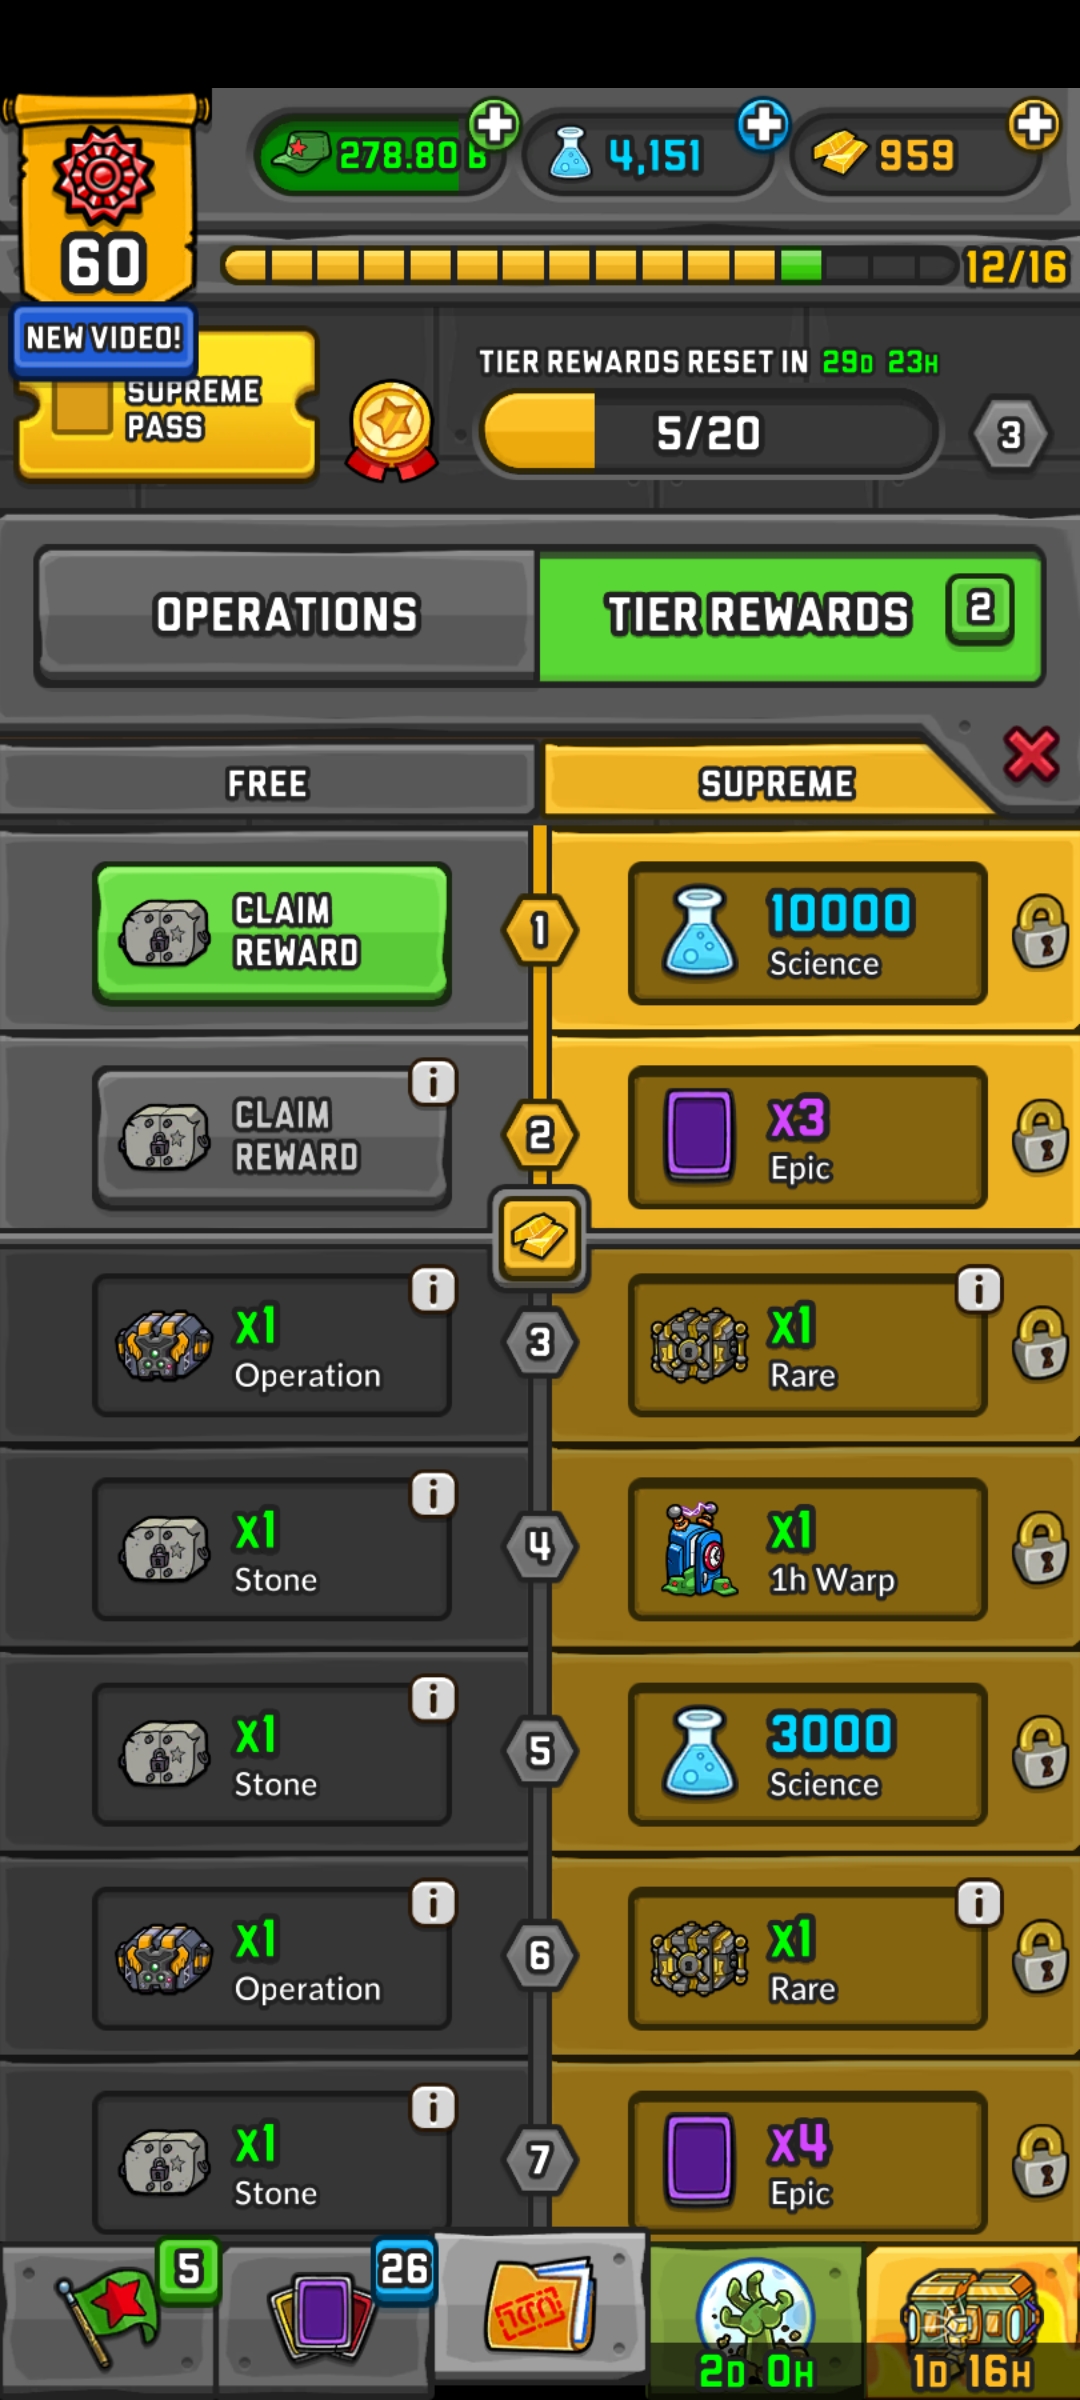 278.80 B
4,151
959
60
12/16
NEW VIDEO!
SUPREME
PASS
TIER REWARDS RESET IN 29D 23H
5/20
3
OPERATIONS
TIER REWARDS
2
FREE
SUPREME
CLAIM
REWARD
1
10000
Science
CLAIM
REWARD
i
2
x3
Epic
x1
Operation
i
3
x1
Rare
i
x1
Stone
i
4
x1
1h Warp
x1
Stone
i
5
3000
Science
x1
Operation
i
6
x1
Rare
i
x1
Stone
i
7
x4
Epic
5
26
2D 0H
1D 16H